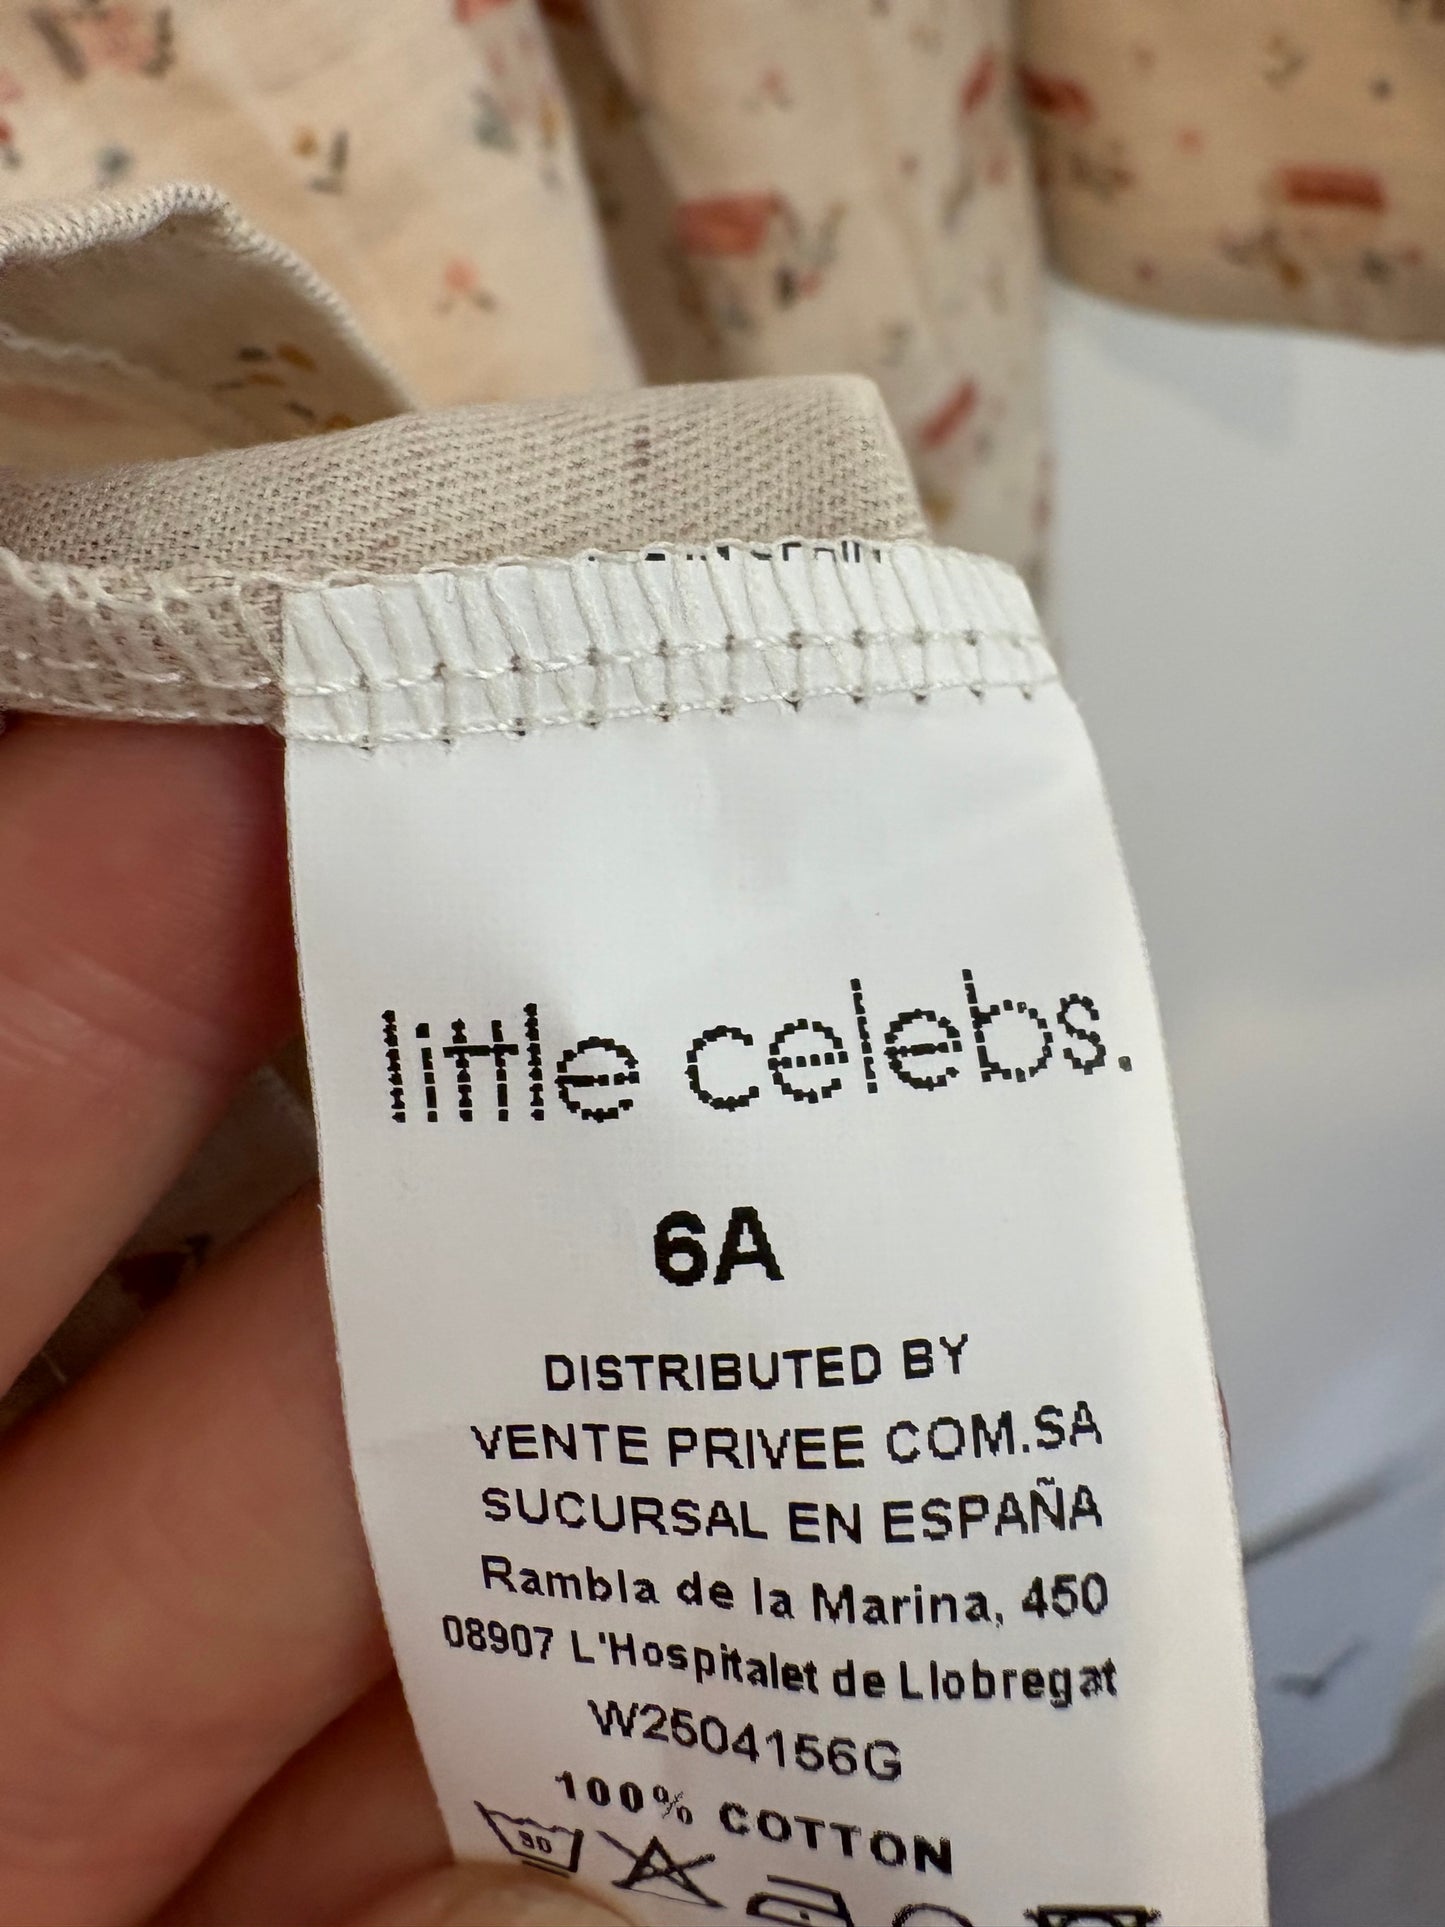 little celebs.
6A
DISTRIBUTED BY
VENTE PRIVEE COM.SA
SUCURSAL EN ESPAÑA
Rambla de la Marina, 450
08907 L'Hospitalet de Llobregat
W2504156G
100% COTTON
30